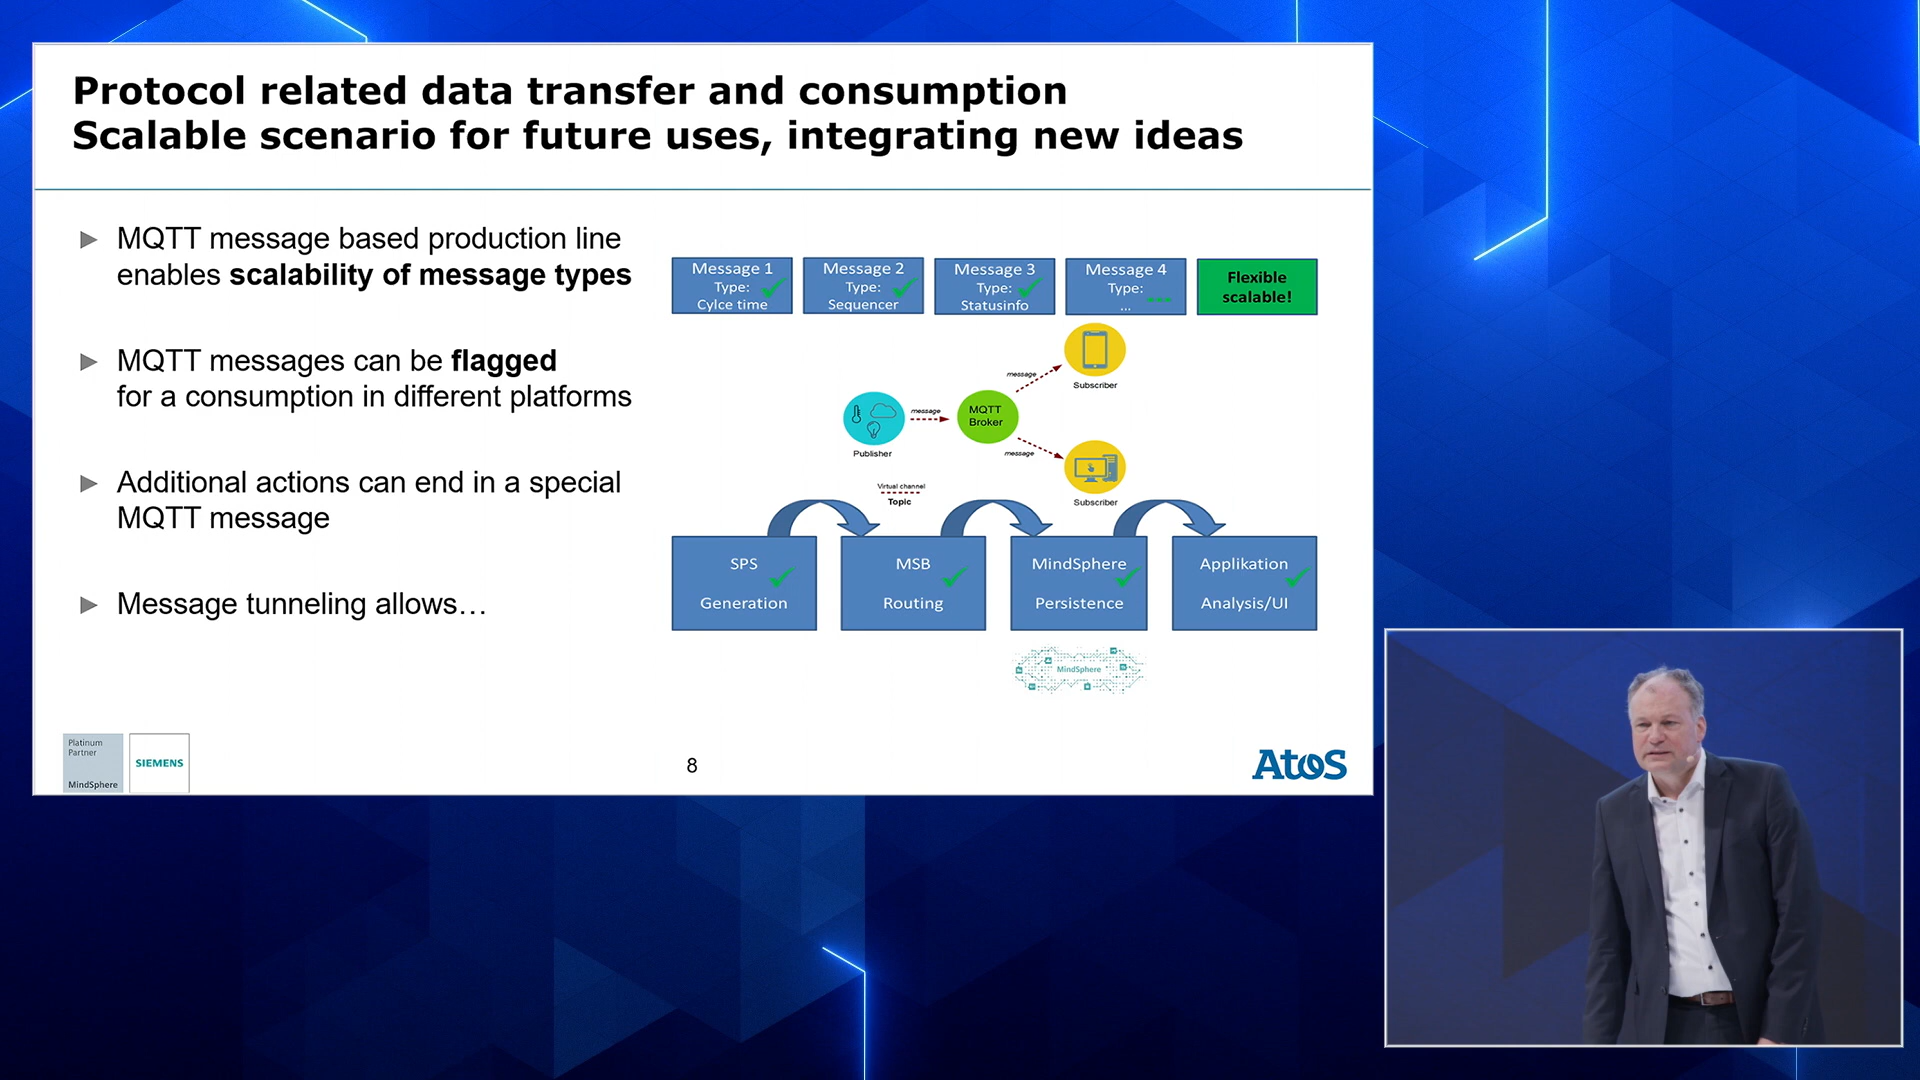 Protocol related data transfer and consumption
Scalable scenario for future uses, integrating new ideas
MQTT message based production line
enables scalability of message types
MQTT messages can be flagged
for a consumption in different platforms
Additional actions can end in a special
MQTT message
Message tunneling allows…
Message 1
Type:
Cylce time
Message 2
Type:
Sequencer
Message 3
Type:
Statusinfo
Message 4
Type:
...
Flexible
scalable!
message
Subscriber
MQTT
Broker
message
Publisher
message
Subscriber
Virtual channel
Topic
SPS
Generation
MSB
Routing
MindSphere
Persistence
Applikation
Analysis/UI
MindSphere
Platinum
Partner
MindSphere
SIEMENS
8
Atos